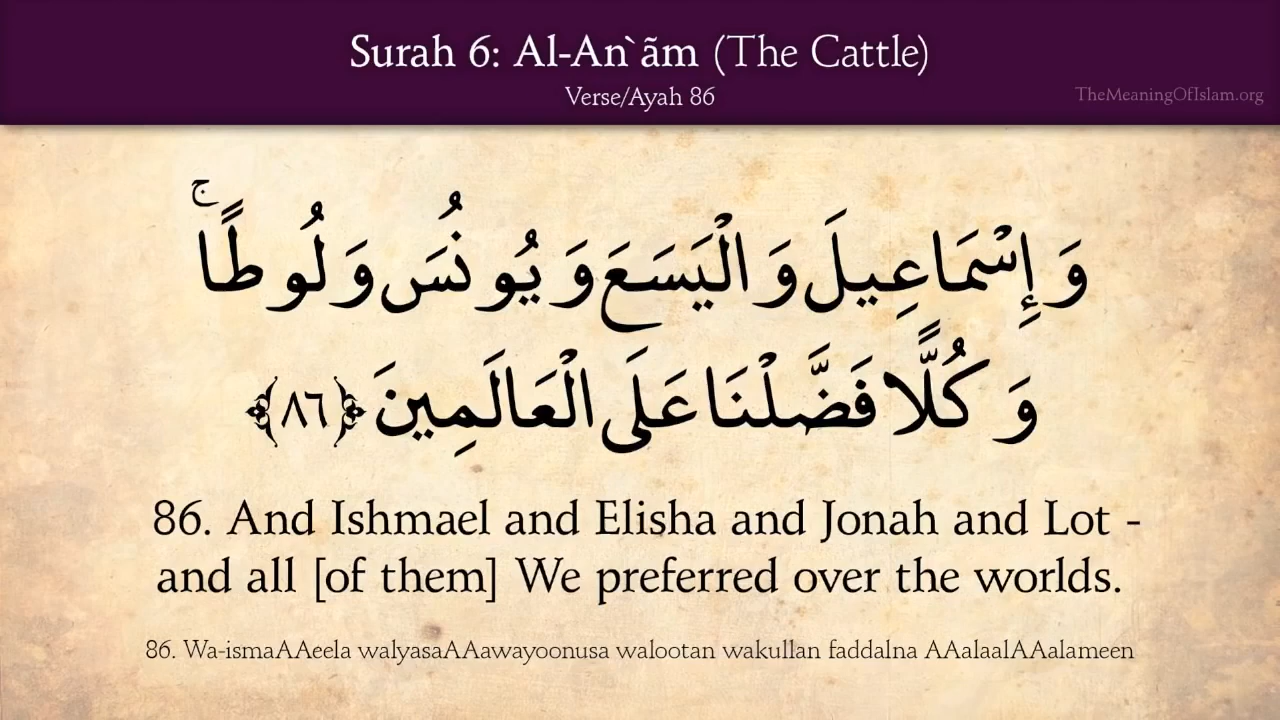 Surah 6: Al-An`ãm (The Cattle)
Verse/Ayah 86
TheMeaningOfIslam.org
وَإِسْمَاعِيلَ وَالْيَسَعَ وَيُونُسَ وَلُوطًا ۚ
وَكُلًّا فَضَّلْنَا عَلَى الْعَالَمِينَ ﴿٨٦﴾
86. And Ishmael and Elisha and Jonah and Lot -
and all [of them] We preferred over the worlds.
86. Wa-ismaAAeela walyasaAAawayoonusa walootan wakullan faddalna AAalaalAAalameen